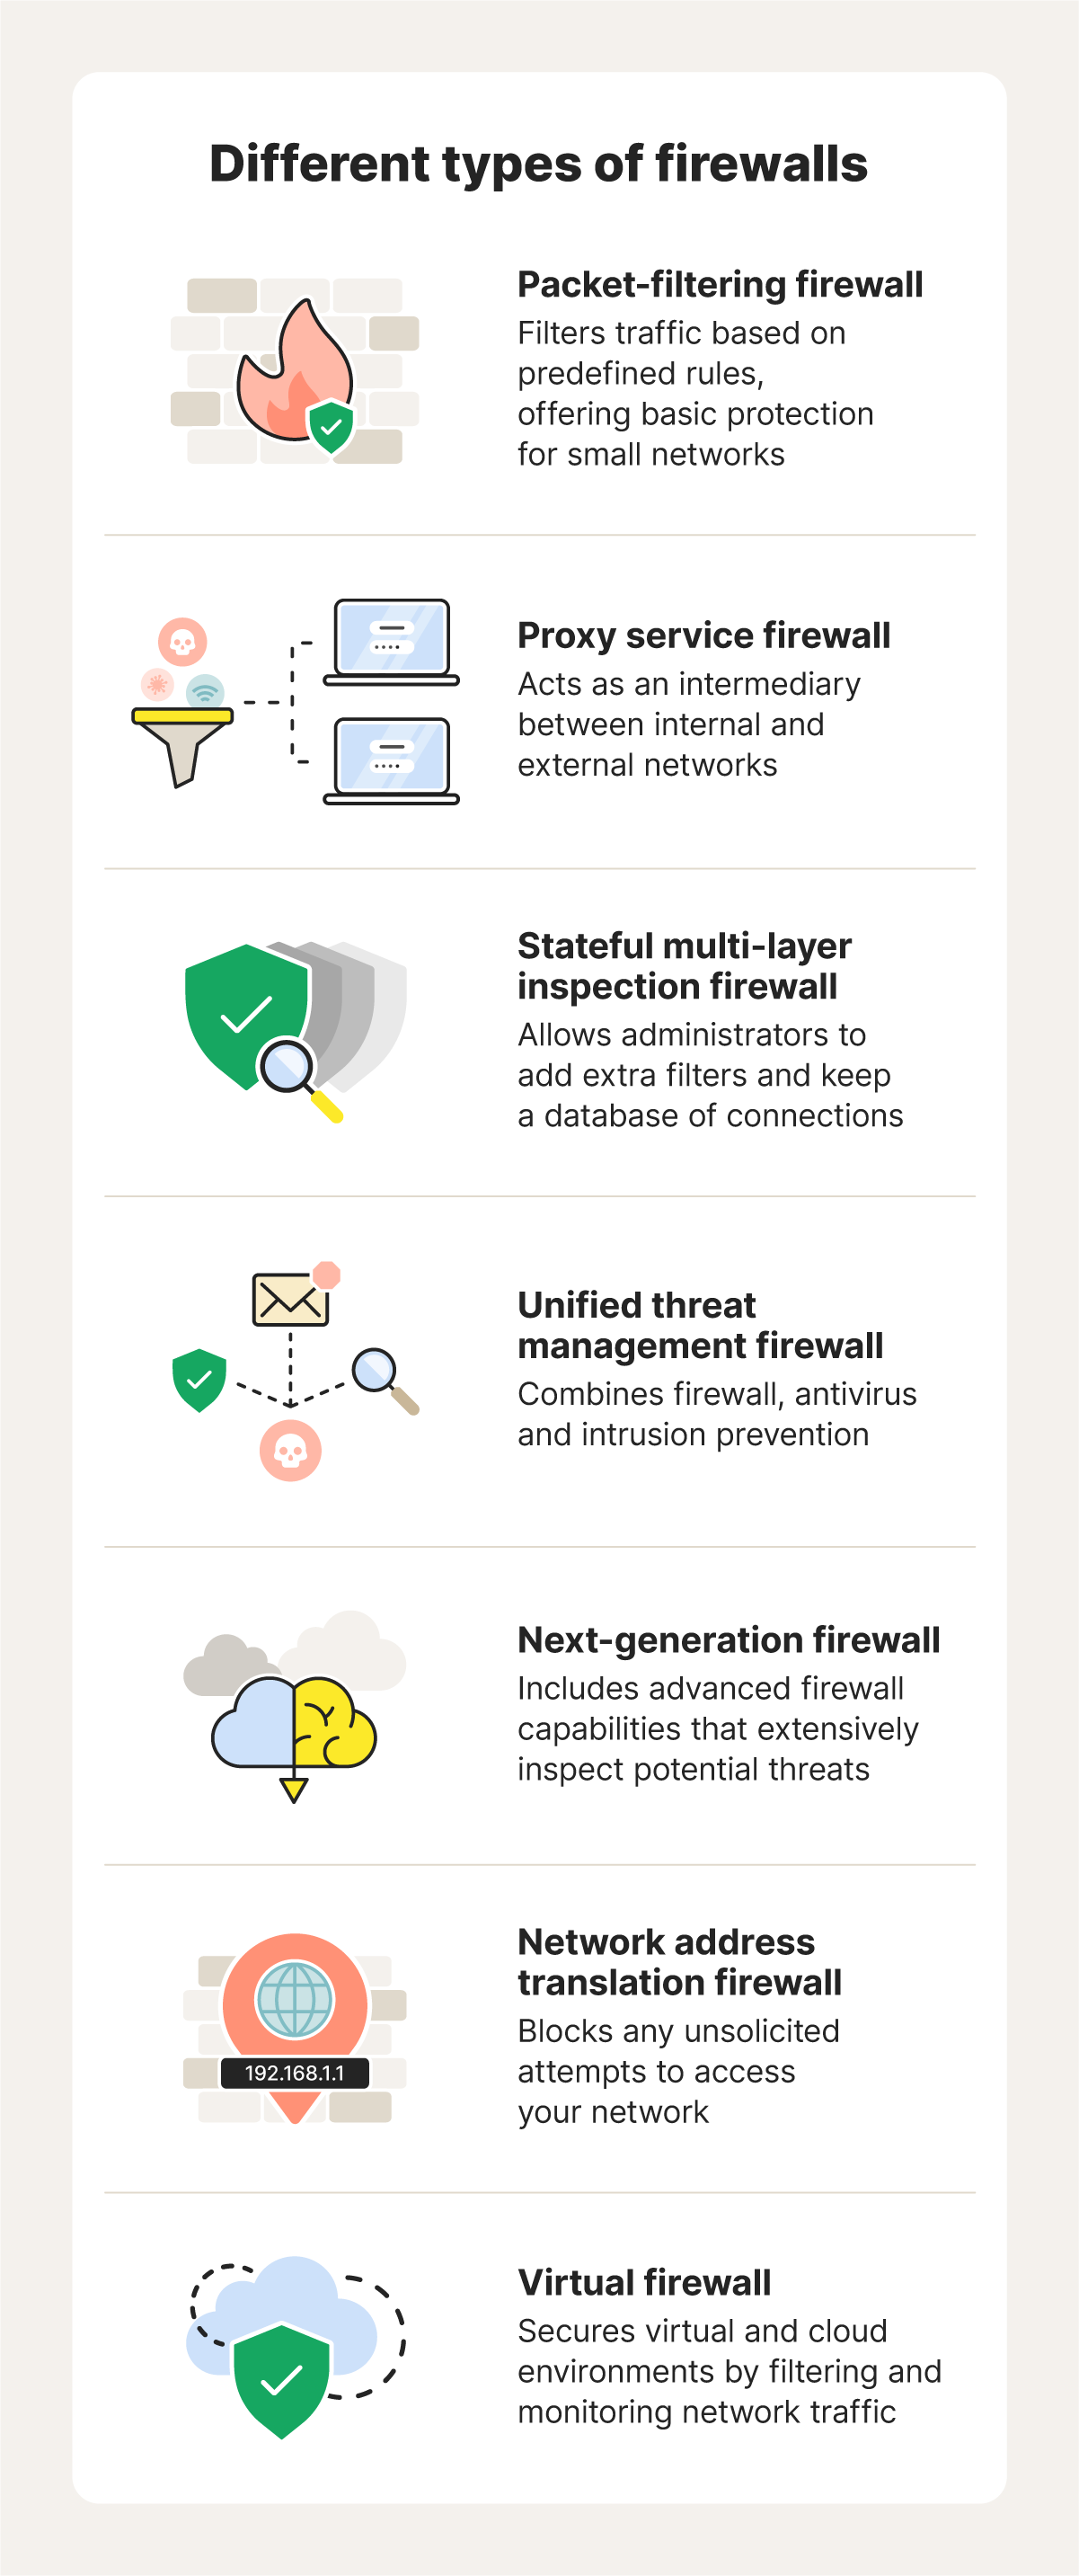 Different types of firewalls
Packet-filtering firewall
Filters traffic based on
predefined rules,
offering basic protection
for small networks
Proxy service firewall
Acts as an intermediary
between internal and
external networks
Stateful multi-layer
inspection firewall
Allows administrators to
add extra filters and keep
a database of connections
Unified threat
management firewall
Combines firewall, antivirus
and intrusion prevention
Next-generation firewall
Includes advanced firewall
capabilities that extensively
inspect potential threats
192.168.1.1
Network address
translation firewall
Blocks any unsolicited
attempts to access
your network
Virtual firewall
Secures virtual and cloud
environments by filtering and
monitoring network traffic